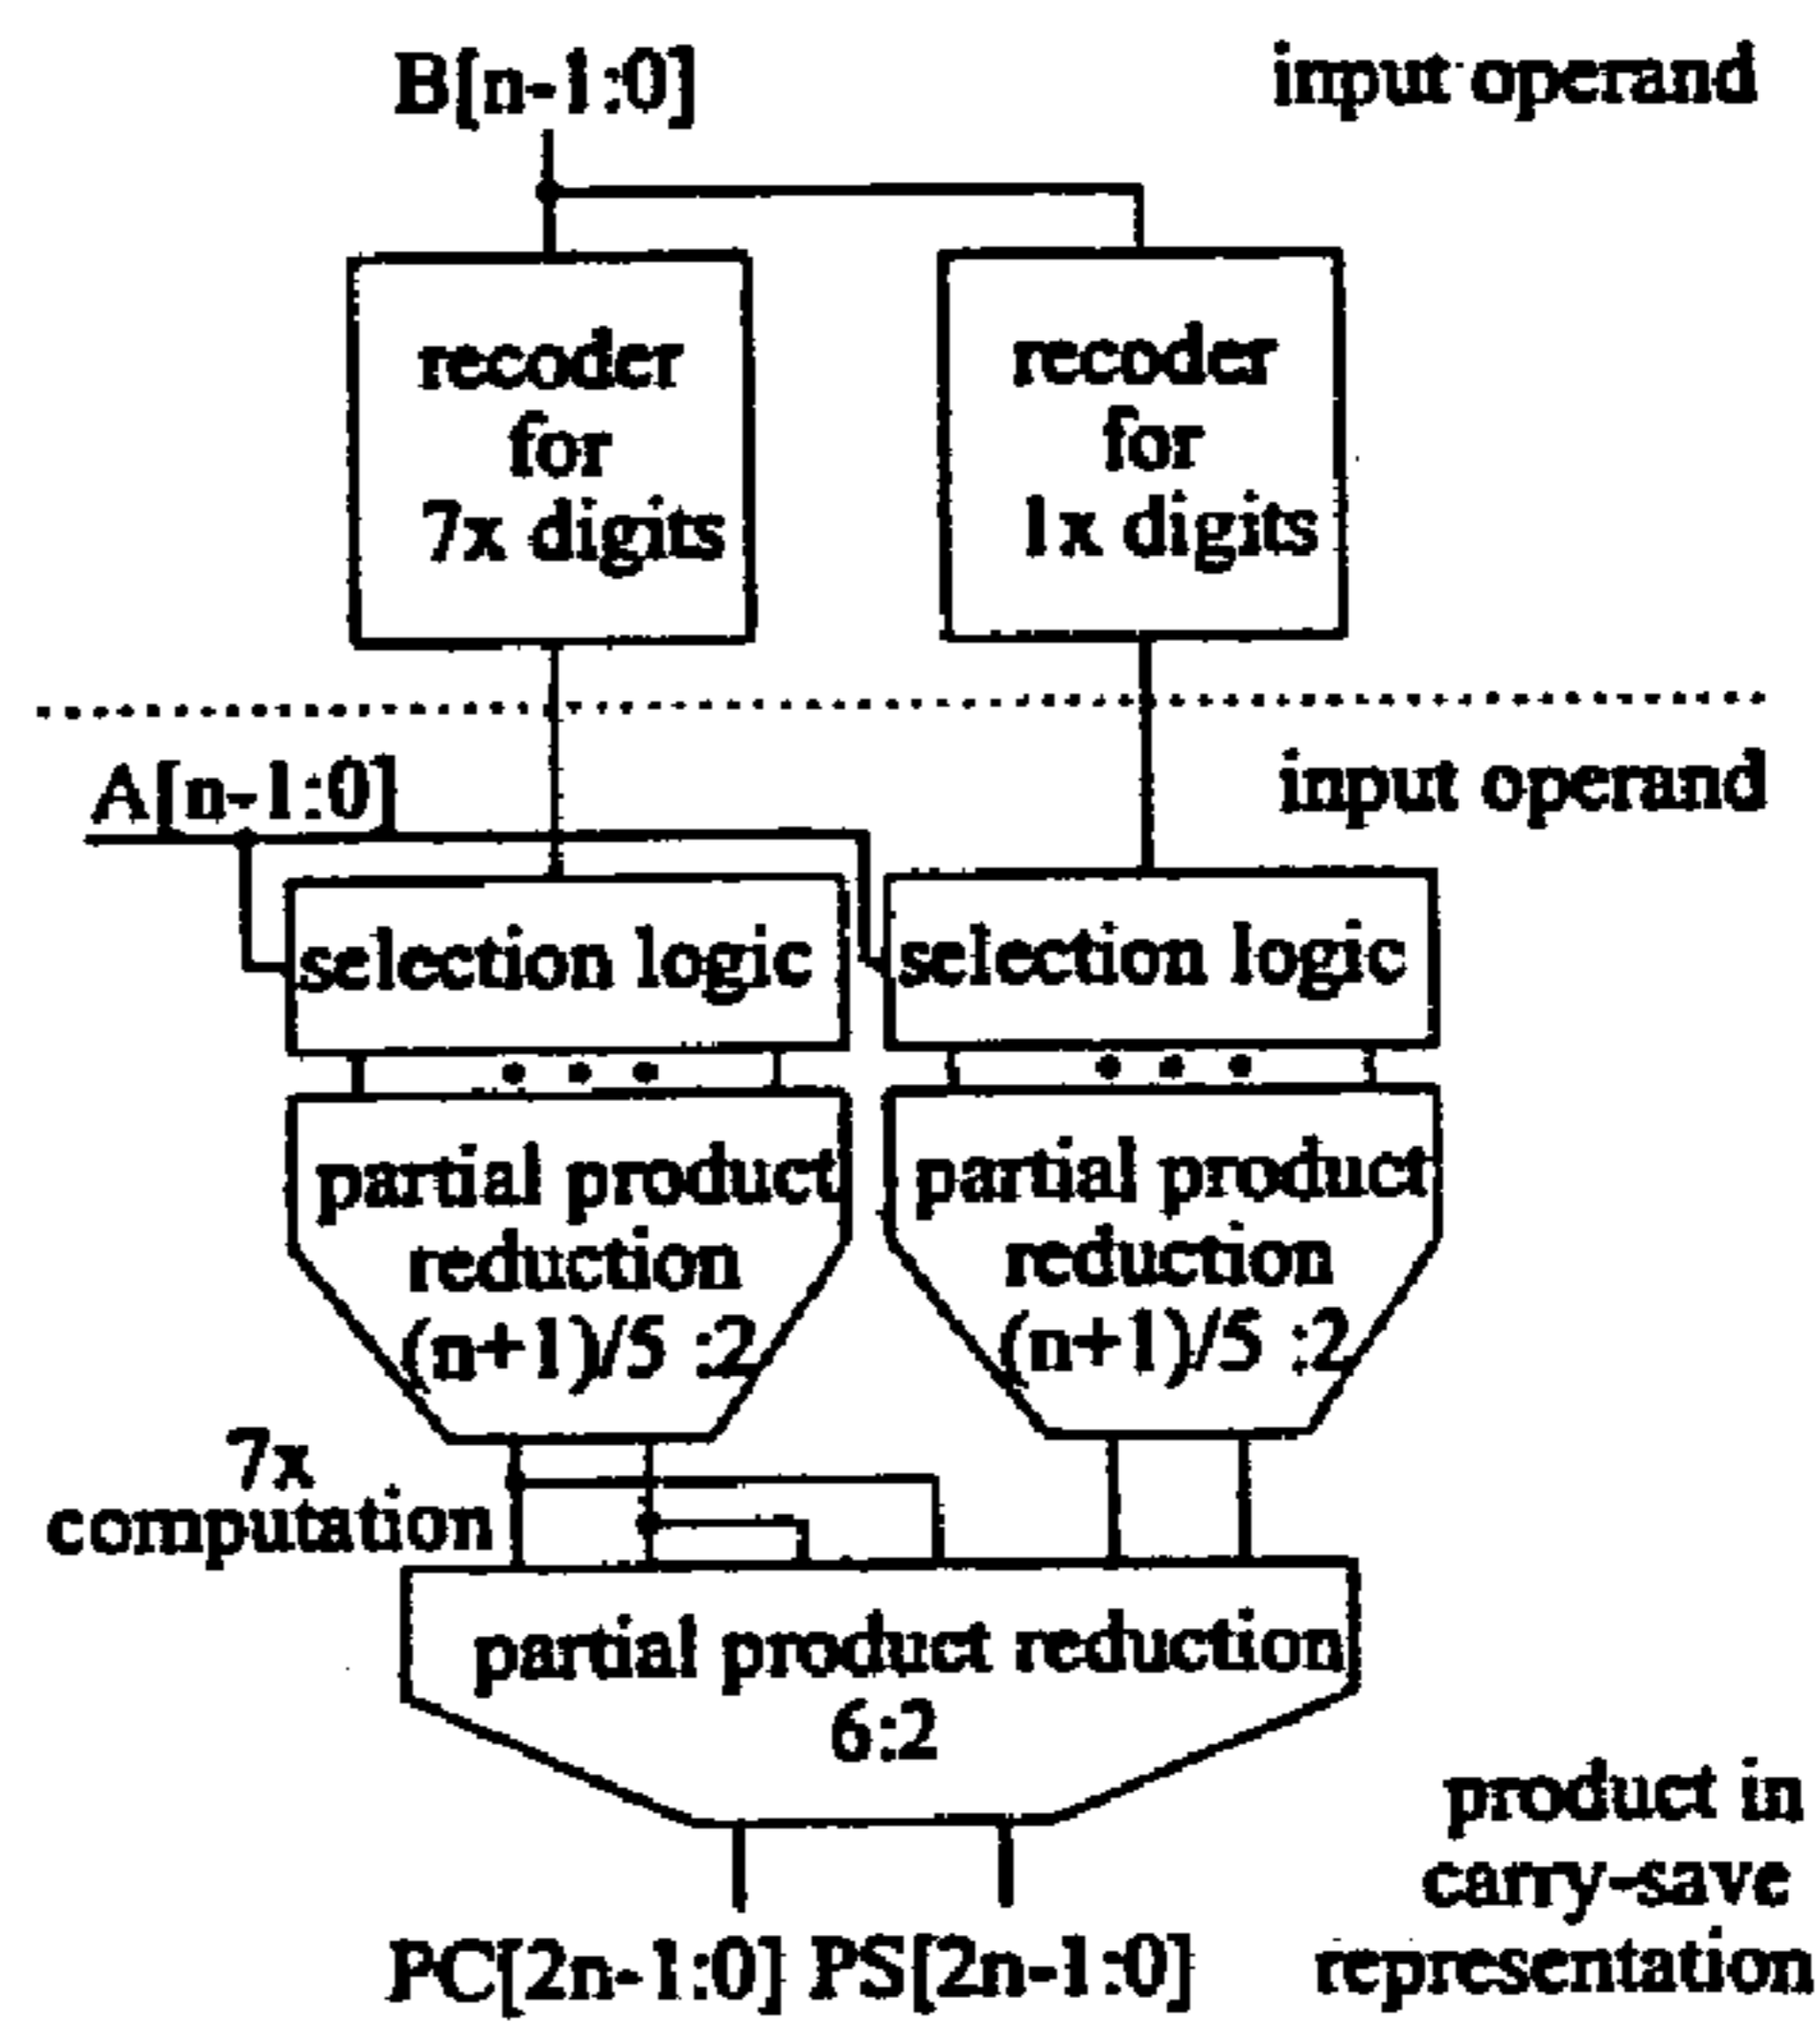 B[n-1:0]
input operand
recoder
for
7x digits
recoder
for
1x digits
A[n-1:0]
input operand
selection logic
selection logic
partial product
reduction
(n+1)/5 :2
partial product
reduction
(n+1)/5 :2
7x
computation
partial product reduction
6:2
product in
carry-save
representation
PC[2n-1:0] PS[2n-1:0]